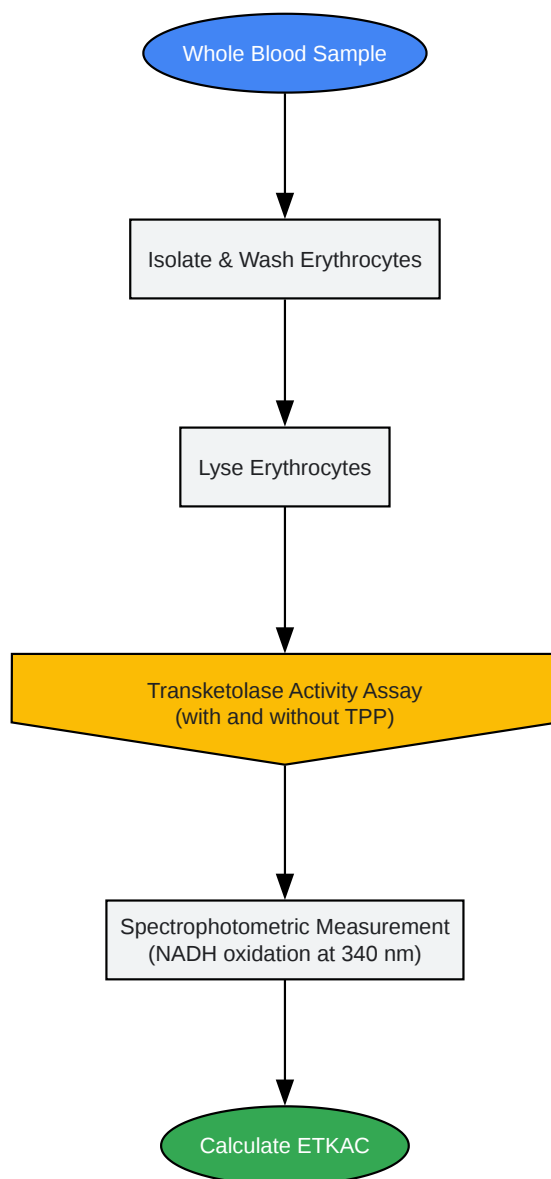 Whole Blood Sample
Isolate & Wash Erythrocytes
Lyse Erythrocytes
Transketolase Activity Assay
(with and without TPP)
Spectrophotometric Measurement
(NADH oxidation at 340 nm)
Calculate ETKAC